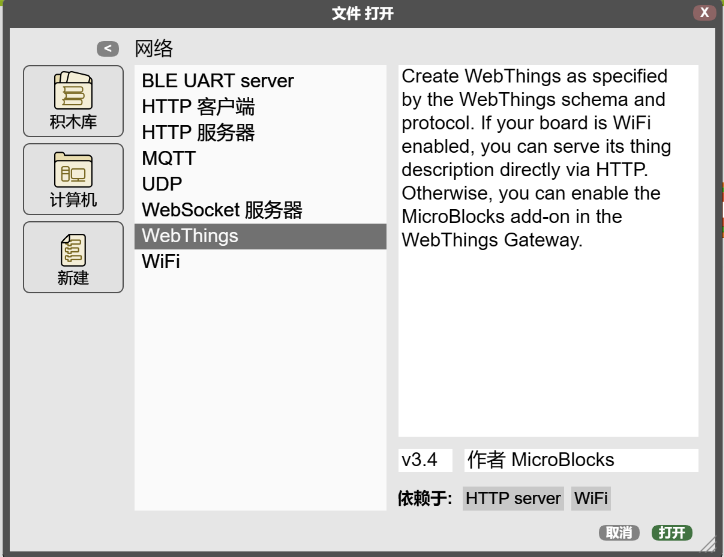 文件 打开
X
<
网络
积木库
计算机
新建
BLE UART server
HTTP 客户端
HTTP 服务器
MQTT
UDP
WebSocket 服务器
WebThings
WiFi
Create WebThings as specified
by the WebThings schema and
protocol. If your board is WiFi
enabled, you can serve its thing
description directly via HTTP.
Otherwise, you can enable the
MicroBlocks add-on in the
WebThings Gateway.
v3.4
作者 MicroBlocks
依赖于: HTTP server WiFi
取消 打开